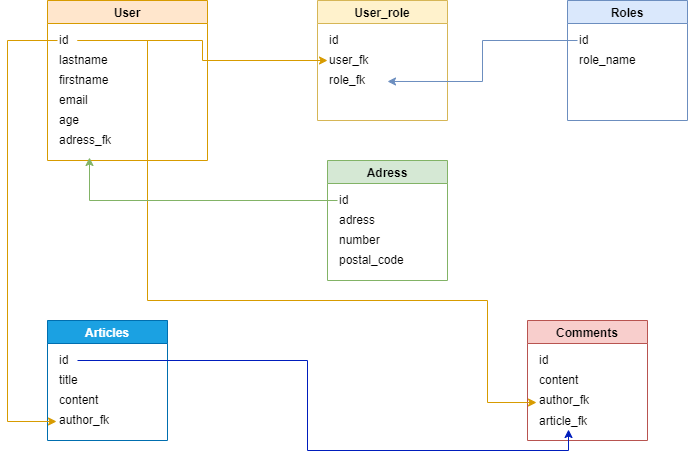 User
id
lastname
firstname
email
age
adress_fk
User_role
id
user_fk
role_fk
Roles
id
role_name
Adress
id
adress
number
postal_code
Articles
id
title
content
author_fk
Comments
id
content
author_fk
article_fk